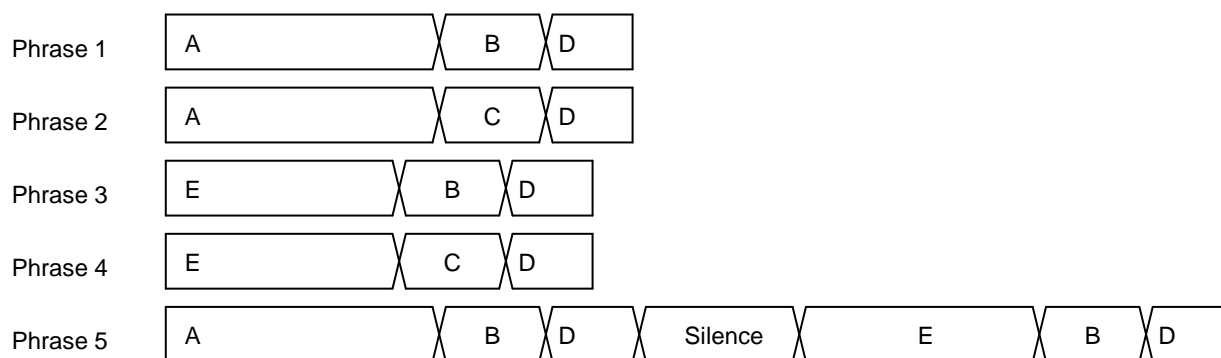 Phrase 1 A B D
Phrase 2 A C D
Phrase 3 E B D
Phrase 4 E C D
Phrase 5 A B D Silence E B D